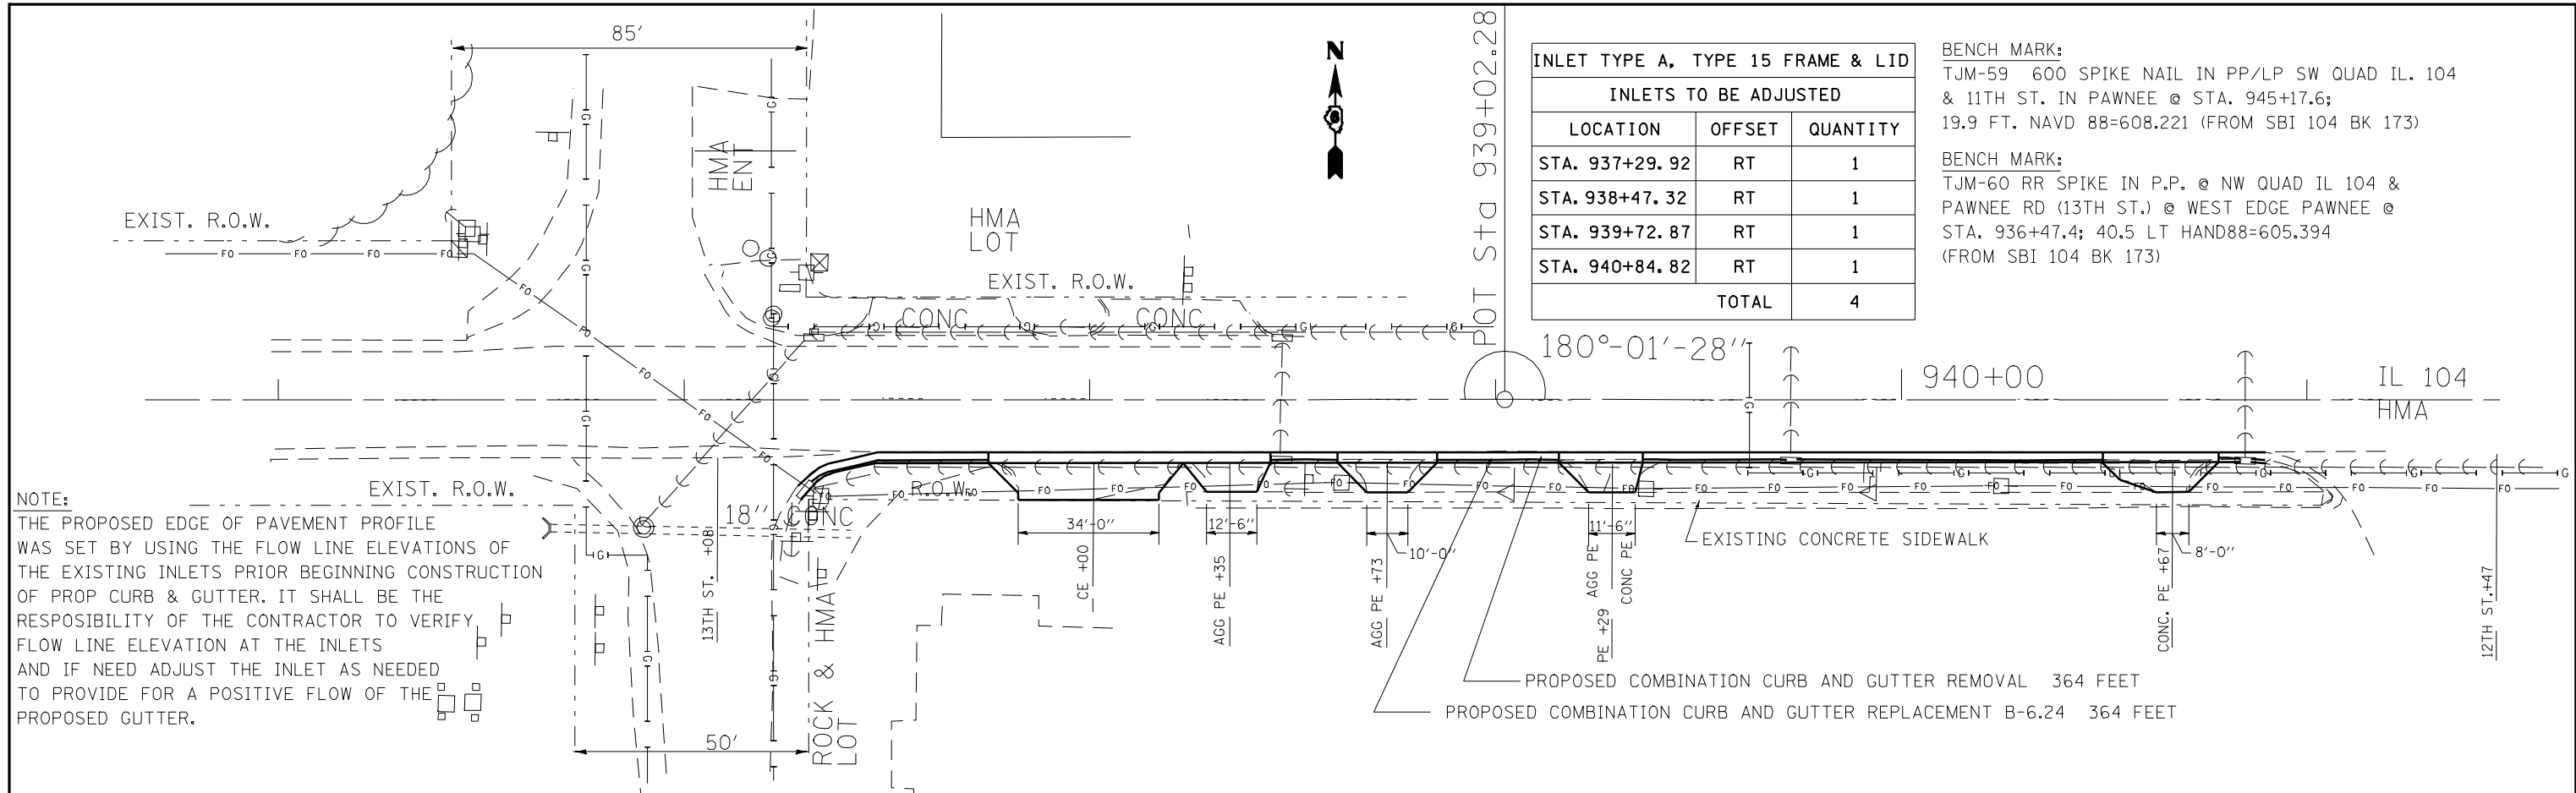 85'
N
6
POT Sta 939+02.28
INLET TYPE A, TYPE 15 FRAME & LID
INLETS TO BE ADJUSTED
LOCATION OFFSET QUANTITY
STA. 937+29.92 RT 1
STA. 938+47.32 RT 1
STA. 939+72.87 RT 1
STA. 940+84.82 RT 1
TOTAL 4
BENCH MARK:
TJM-59 600 SPIKE NAIL IN PP/LP SW QUAD IL. 104
& 11TH ST. IN PAWNEE @ STA. 945+17.6;
19.9 FT. NAVD 88=608.221 (FROM SBI 104 BK 173)
BENCH MARK:
TJM-60 RR SPIKE IN P.P. @ NW QUAD IL 104 &
PAWNEE RD (13TH ST.) @ WEST EDGE PAWNEE @
STA. 936+47.4; 40.5 LT HAND88=605.394
(FROM SBI 104 BK 173)
HMA
ENT
EXIST. R.O.W.
HMA
LOT
EXIST. R.O.W.
FO FO FO FO
CONC
CONC
180°-01'-28"
940+00
IL 104
HMA
EXIST. R.O.W.
R.O.W.
18" CONC
NOTE:
THE PROPOSED EDGE OF PAVEMENT PROFILE
WAS SET BY USING THE FLOW LINE ELEVATIONS OF
THE EXISTING INLETS PRIOR BEGINNING CONSTRUCTION
OF PROP CURB & GUTTER. IT SHALL BE THE
RESPOSIBILITY OF THE CONTRACTOR TO VERIFY
FLOW LINE ELEVATION AT THE INLETS
AND IF NEED ADJUST THE INLET AS NEEDED
TO PROVIDE FOR A POSITIVE FLOW OF THE
PROPOSED GUTTER.
13TH ST. +08
ROCK & HMA
LOT
50'
34'-0"
CE +00
12'-6"
AGG PE +35
10'-0"
AGG PE +73
11'-6"
PE +29
AGG PE
CONC PE
EXISTING CONCRETE SIDEWALK
8'-0"
CONC. PE +67
12TH ST.+47
PROPOSED COMBINATION CURB AND GUTTER REMOVAL 364 FEET
PROPOSED COMBINATION CURB AND GUTTER REPLACEMENT B-6.24 364 FEET